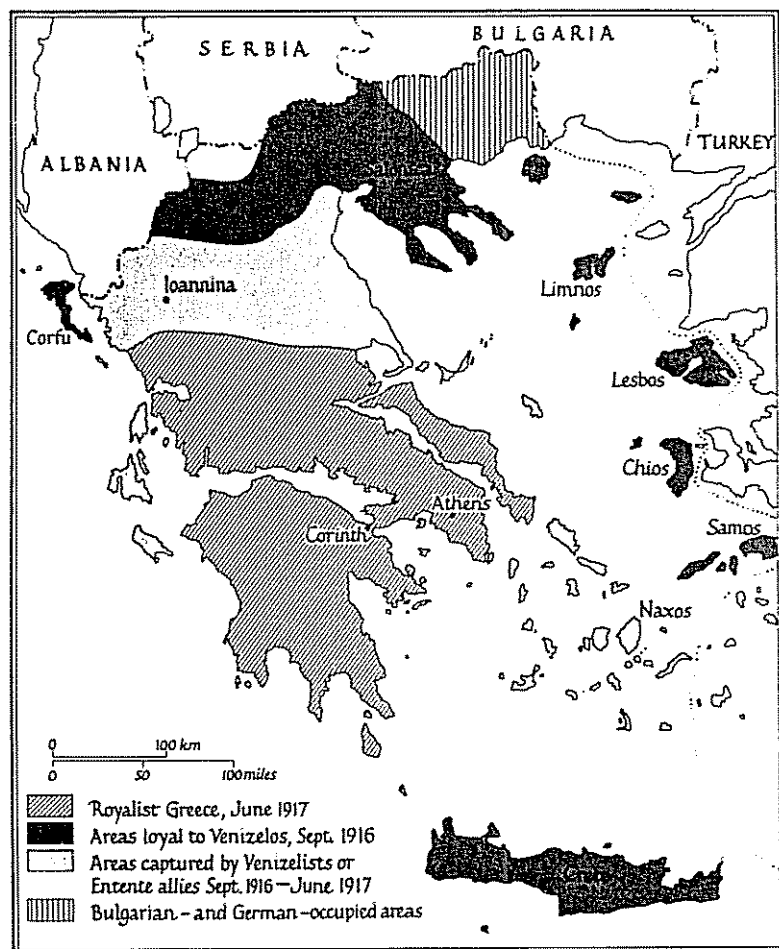 SERBIA
BULGARIA
ALBANIA
TURKEY
Ioannina
Corfu
Limnos
Lesbos
Chios
Athens
Corinth
Samos
Naxos
0 100 km
0 50 100 miles
Royalist Greece, June 1917
Areas loyal to Venizelos, Sept. 1916
Areas captured by Venizelists or
Entente allies Sept. 1916–June 1917
Bulgarian- and German-occupied areas
Crete